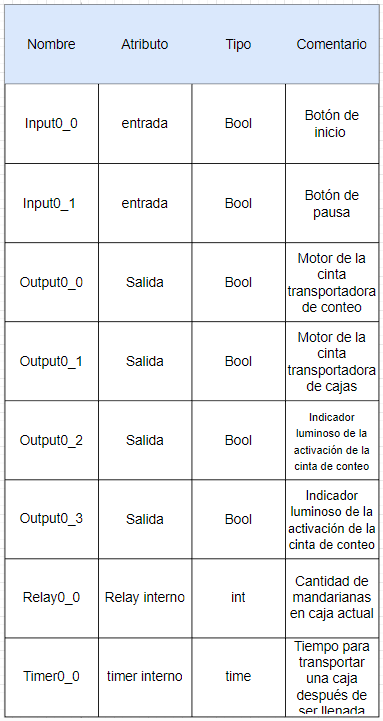 Nombre Atributo Tipo Comentario
Input0_0 entrada Bool Botón de
inicio
Input0_1 entrada Bool Botón de
pausa
Output0_0 Salida Bool Motor de la
cinta
transportadora
de conteo
Output0_1 Salida Bool Motor de la
cinta
transportadora
de cajas
Output0_2 Salida Bool Indicador
luminoso de la
activación de la
cinta de conteo
Output0_3 Salida Bool Indicador
luminoso de la
activación de la
cinta de conteo
Relay0_0 Relay interno int Cantidad de
mandarianas
en caja actual
Timer0_0 timer interno time Tiempo para
transportar
una caja
después de
ser llenada